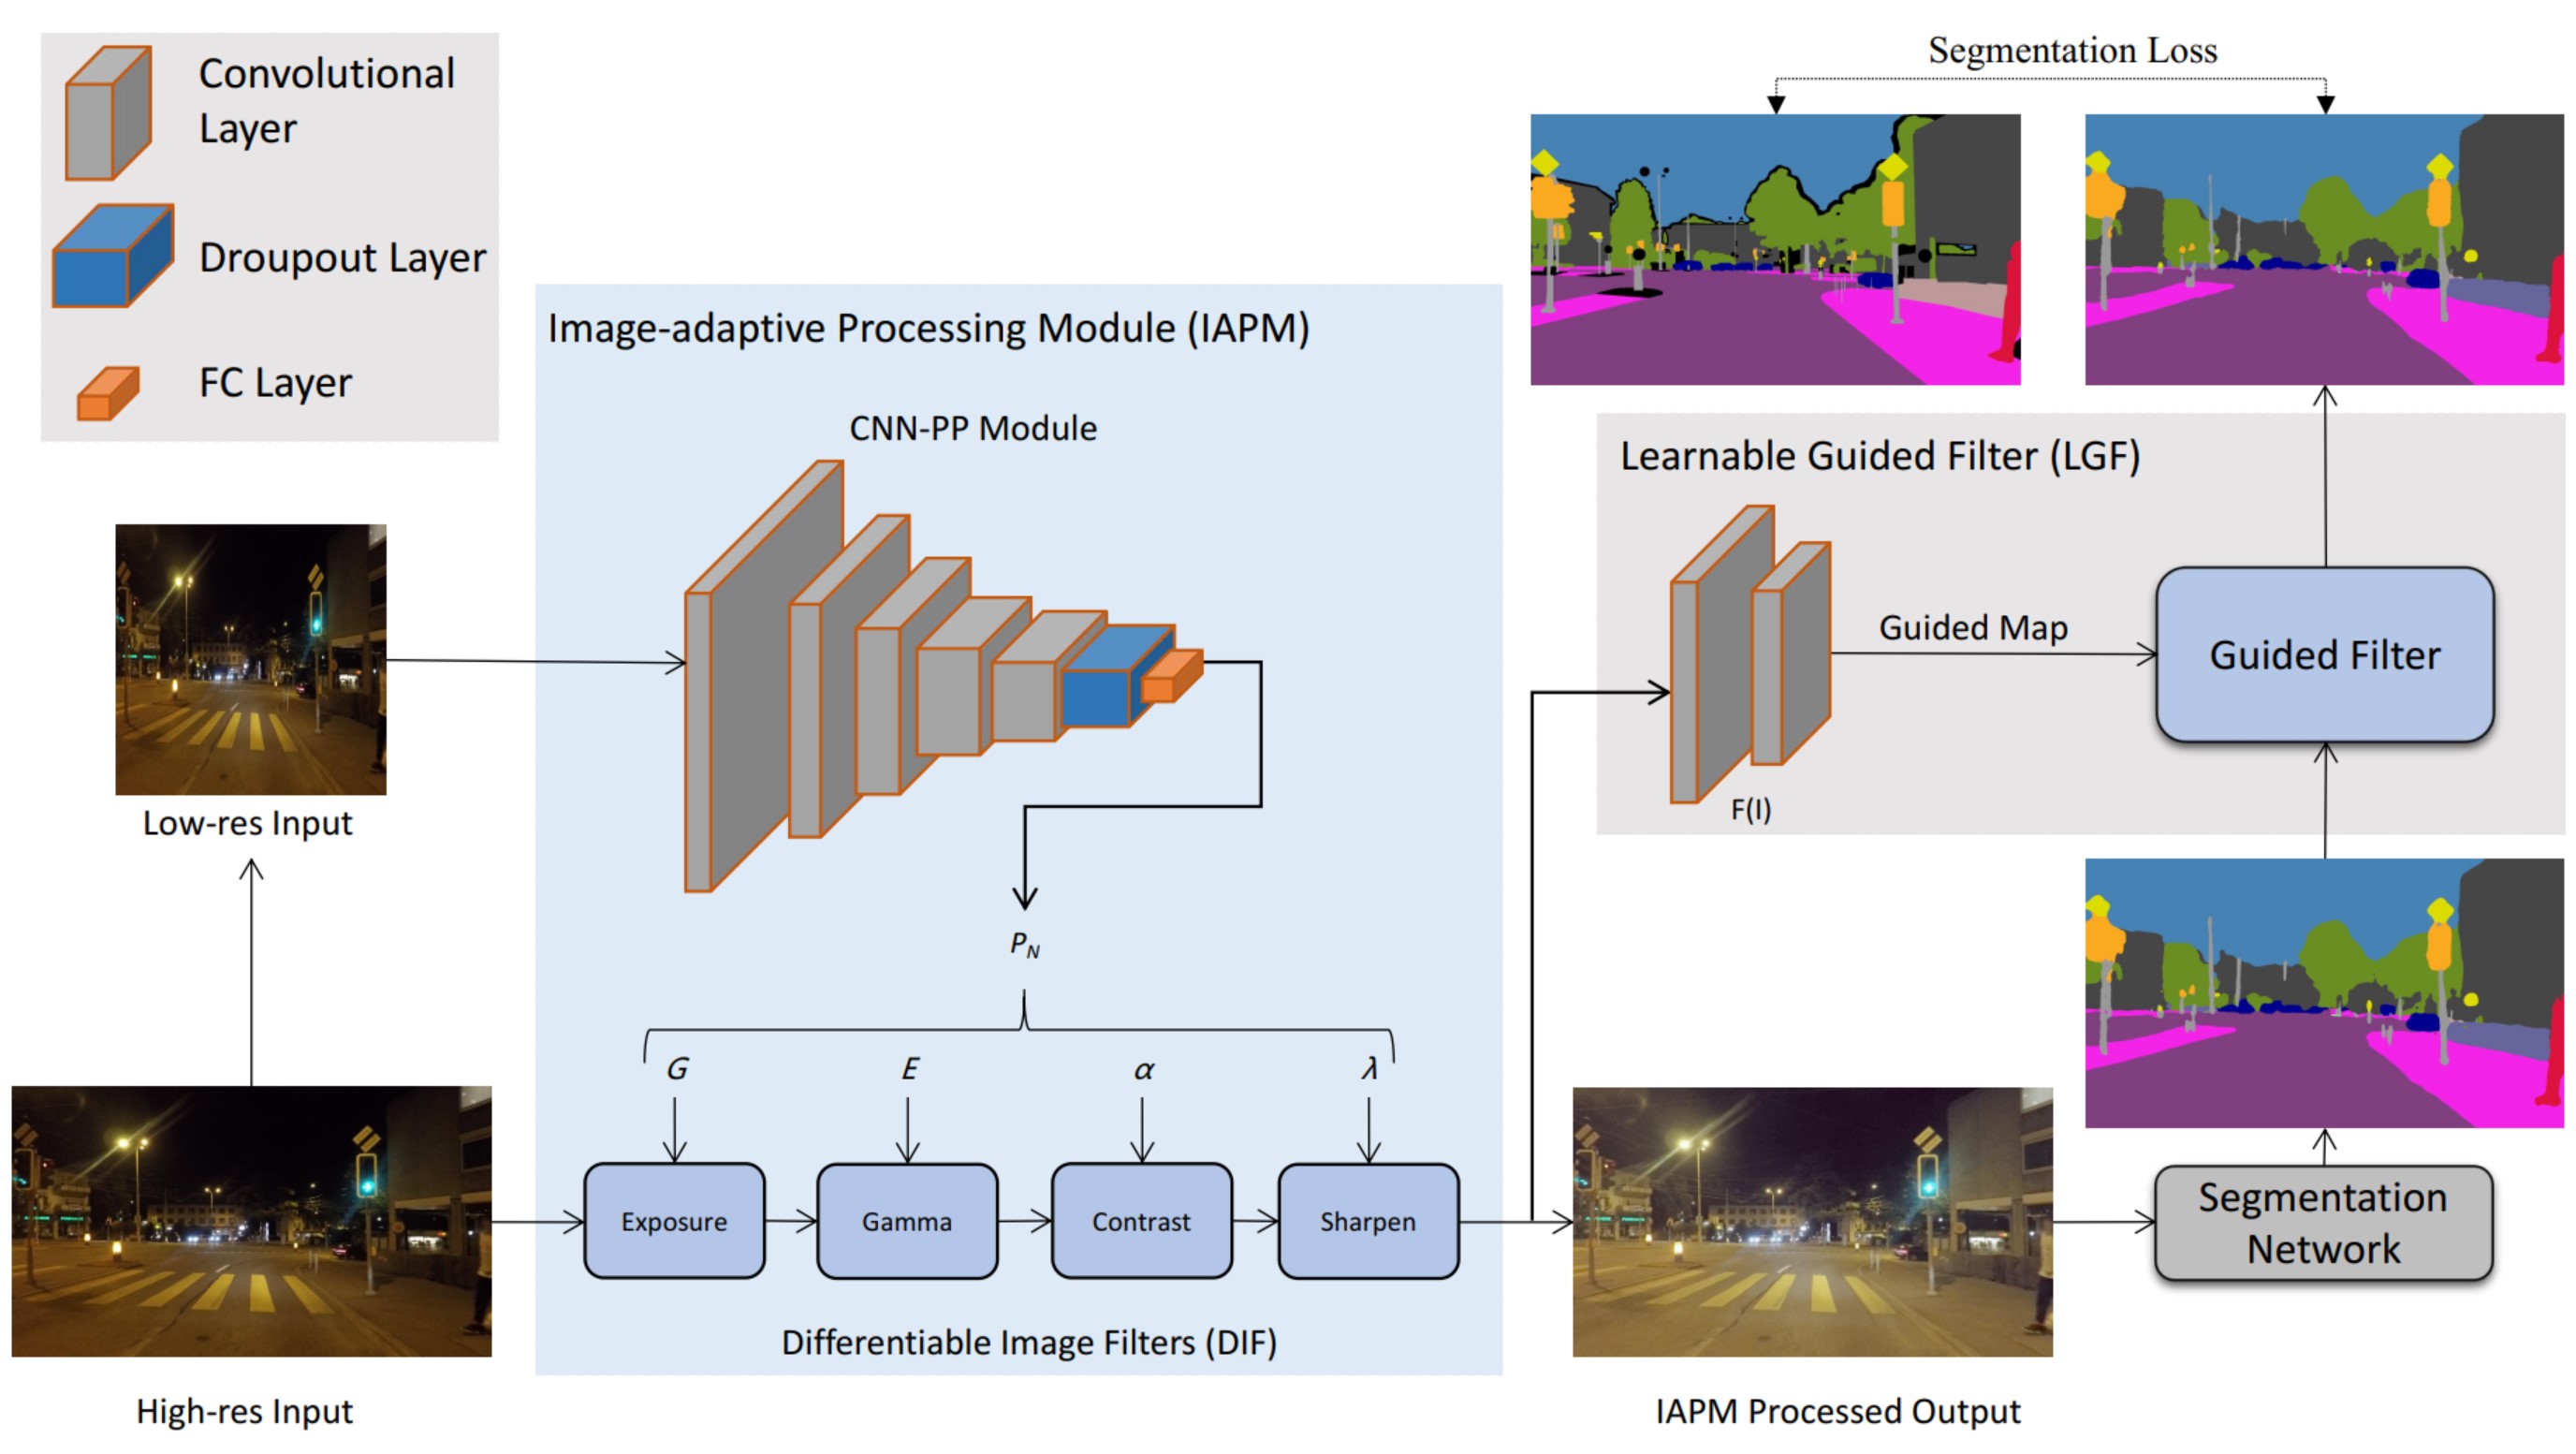 Convolutional
Layer
Droupout Layer
FC Layer
Segmentation Loss
Image-adaptive Processing Module (IAPM)
CNN-PP Module
Low-res Input
P_N
G
E
α
λ
Exposure
Gamma
Contrast
Sharpen
Differentiable Image Filters (DIF)
High-res Input
Learnable Guided Filter (LGF)
Guided Map
Guided Filter
F(I)
Segmentation
Network
IAPM Processed Output